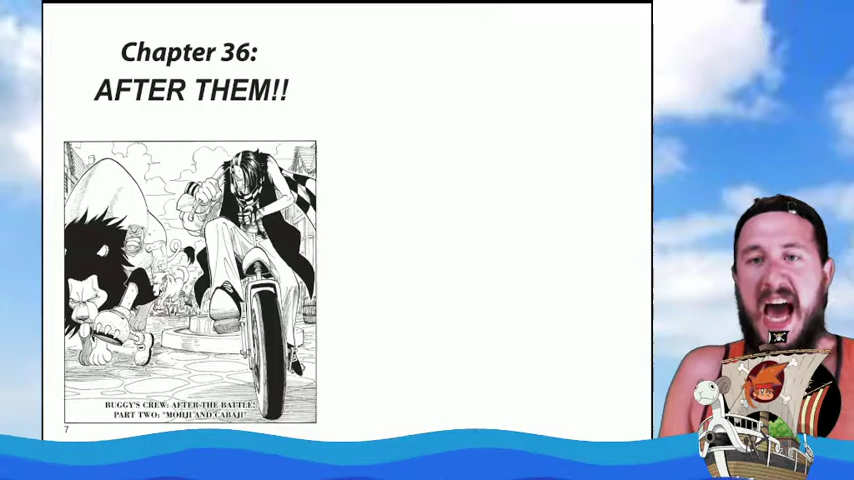 Chapter 36:
AFTER THEM!!
BUGGY'S CREW: AFTER THE BATTLE!
PART TWO: "MOHJI AND CABAJI"
7